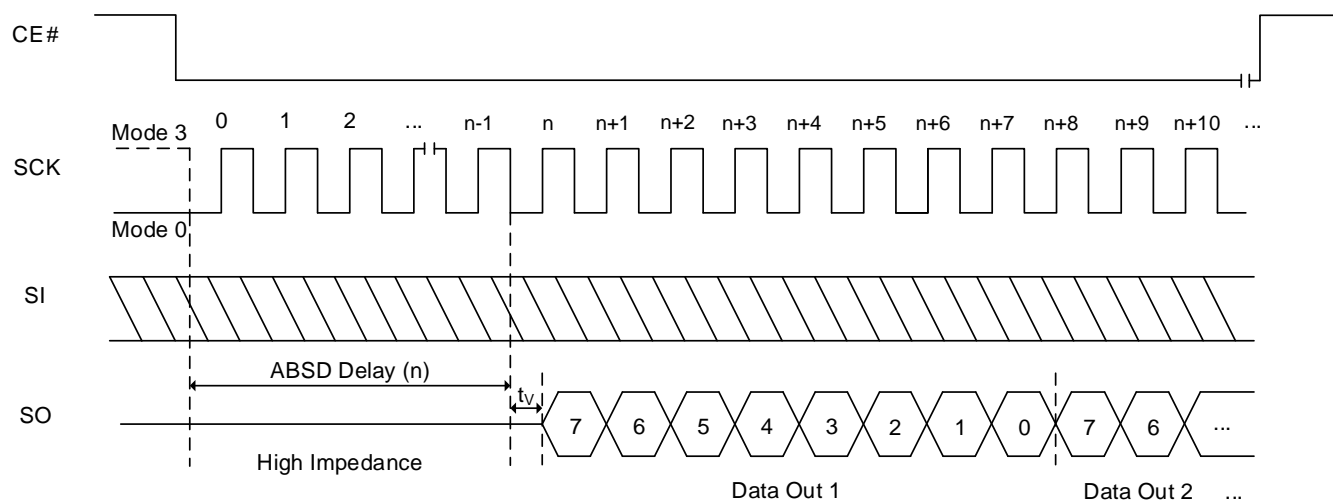 CE#
0 1 2 ... n-1 n n+1 n+2 n+3 n+4 n+5 n+6 n+7 n+8 n+9 n+10 ...
Mode 3
SCK
Mode 0
SI
ABSD Delay (n)
tV
SO
7 6 5 4 3 2 1 0 7 6 ...
High Impedance
Data Out 1 Data Out 2 ...